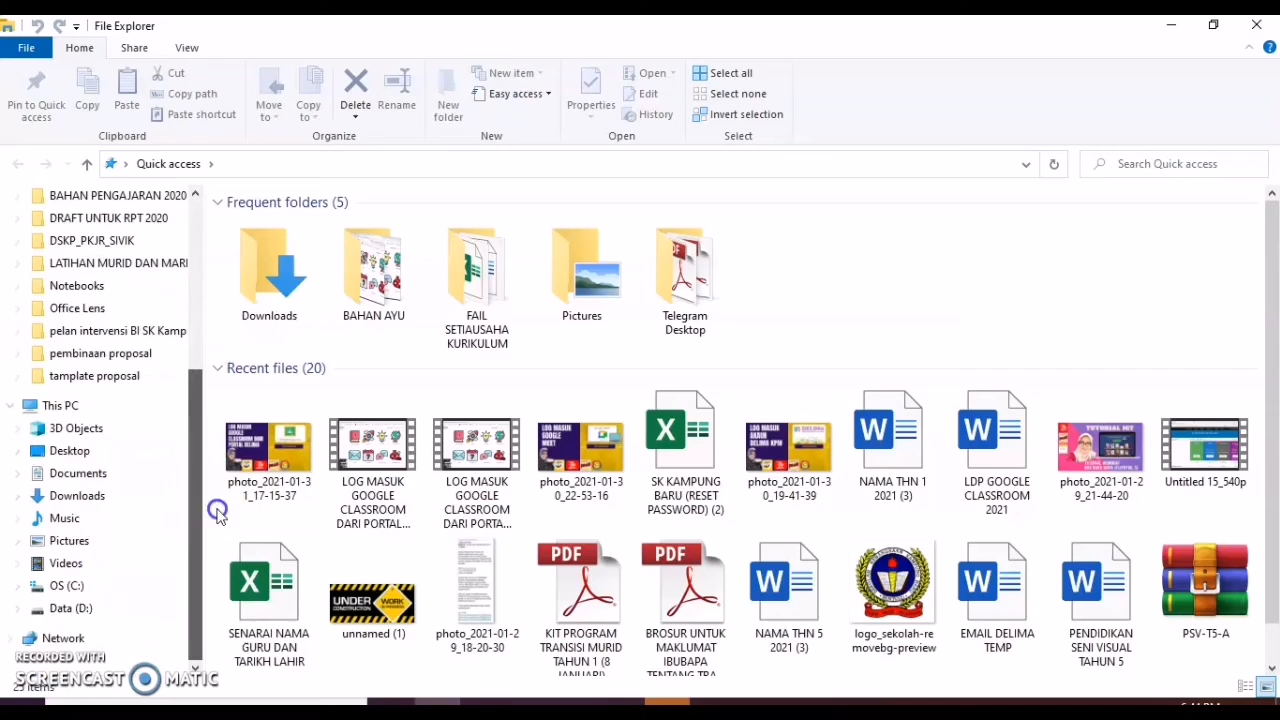 File Explorer
File Home Share View
Pin to Quick access
Copy
Paste
Cut
Copy path
Paste shortcut
Clipboard
Move to
Copy to
Delete
Rename
Organize
New folder
New item
Easy access
New
Properties
Open
Edit
History
Open
Select all
Select none
Invert selection
Select
Quick access
Search Quick access
BAHAN PENGAJARAN 2020
DRAFT UNTUK RPT 2020
DSKP_PKJR_SIVIK
LATIHAN MURID DAN MARI
Notebooks
Office Lens
pelan intervensi BI SK Kamp
pembinaan proposal
tamplate proposal
This PC
3D Objects
Desktop
Documents
Downloads
Music
Pictures
Videos
OS (C:)
Data (D:)
Network
Frequent folders (5)
Downloads
BAHAN AYU
FAIL
SETIAUSAHA
KURIKULUM
Pictures
Telegram
Desktop
Recent files (20)
photo_2021-01-3
1_17-15-37
LOG MASUK
GOOGLE
CLASSROOM
DARI PORTAL...
LOG MASUK
GOOGLE
CLASSROOM
DARI PORTA...
photo_2021-01-3
0_22-53-16
SK KAMPUNG
BARU (RESET
PASSWORD) (2)
photo_2021-01-3
0_19-41-39
NAMA THN 1
2021 (3)
LDP GOOGLE
CLASSROOM
2021
photo_2021-01-2
9_21-44-20
Untitled 15_540p
SENARAI NAMA
GURU DAN
TARIKH LAHIR
UNDER
CONSTRUCTION
unnamed (1)
photo_2021-01-2
9_18-20-30
PDF
KIT PROGRAM
TRANSISI MURID
TAHUN 1 (8
JANUARI)
PDF
BROSUR UNTUK
MAKLUMAT
IBUBAPA
TENTANG TRA
NAMA THN 5
2021 (3)
logo_sekolah-re
movebg-preview
EMAIL DELIMA
TEMP
PENDIDIKAN
SENI VISUAL
TAHUN 5
PSV-T5-A
RECORDED WITH
SCREENCAST MATIC
25 items